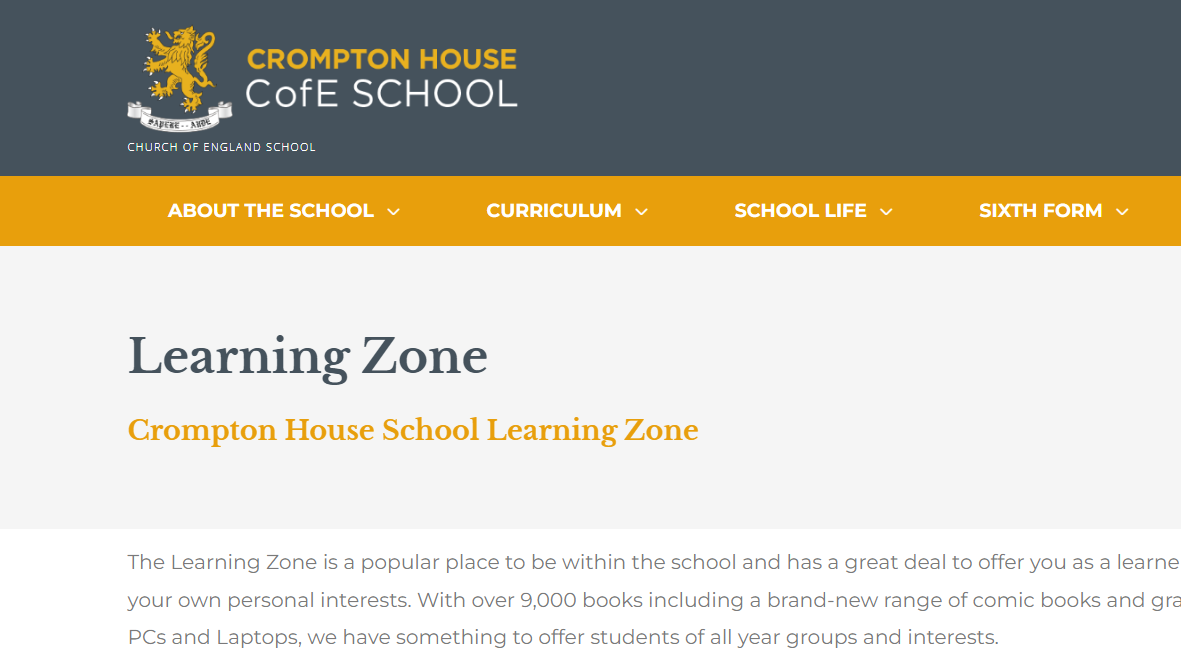 CROMPTON HOUSE
CofE SCHOOL
SAPERE -- AUDE
CHURCH OF ENGLAND SCHOOL
ABOUT THE SCHOOL CURRICULUM SCHOOL LIFE SIXTH FORM
Learning Zone
Crompton House School Learning Zone
The Learning Zone is a popular place to be within the school and has a great deal to offer you as a learne
your own personal interests. With over 9,000 books including a brand-new range of comic books and gra
PCs and Laptops, we have something to offer students of all year groups and interests.